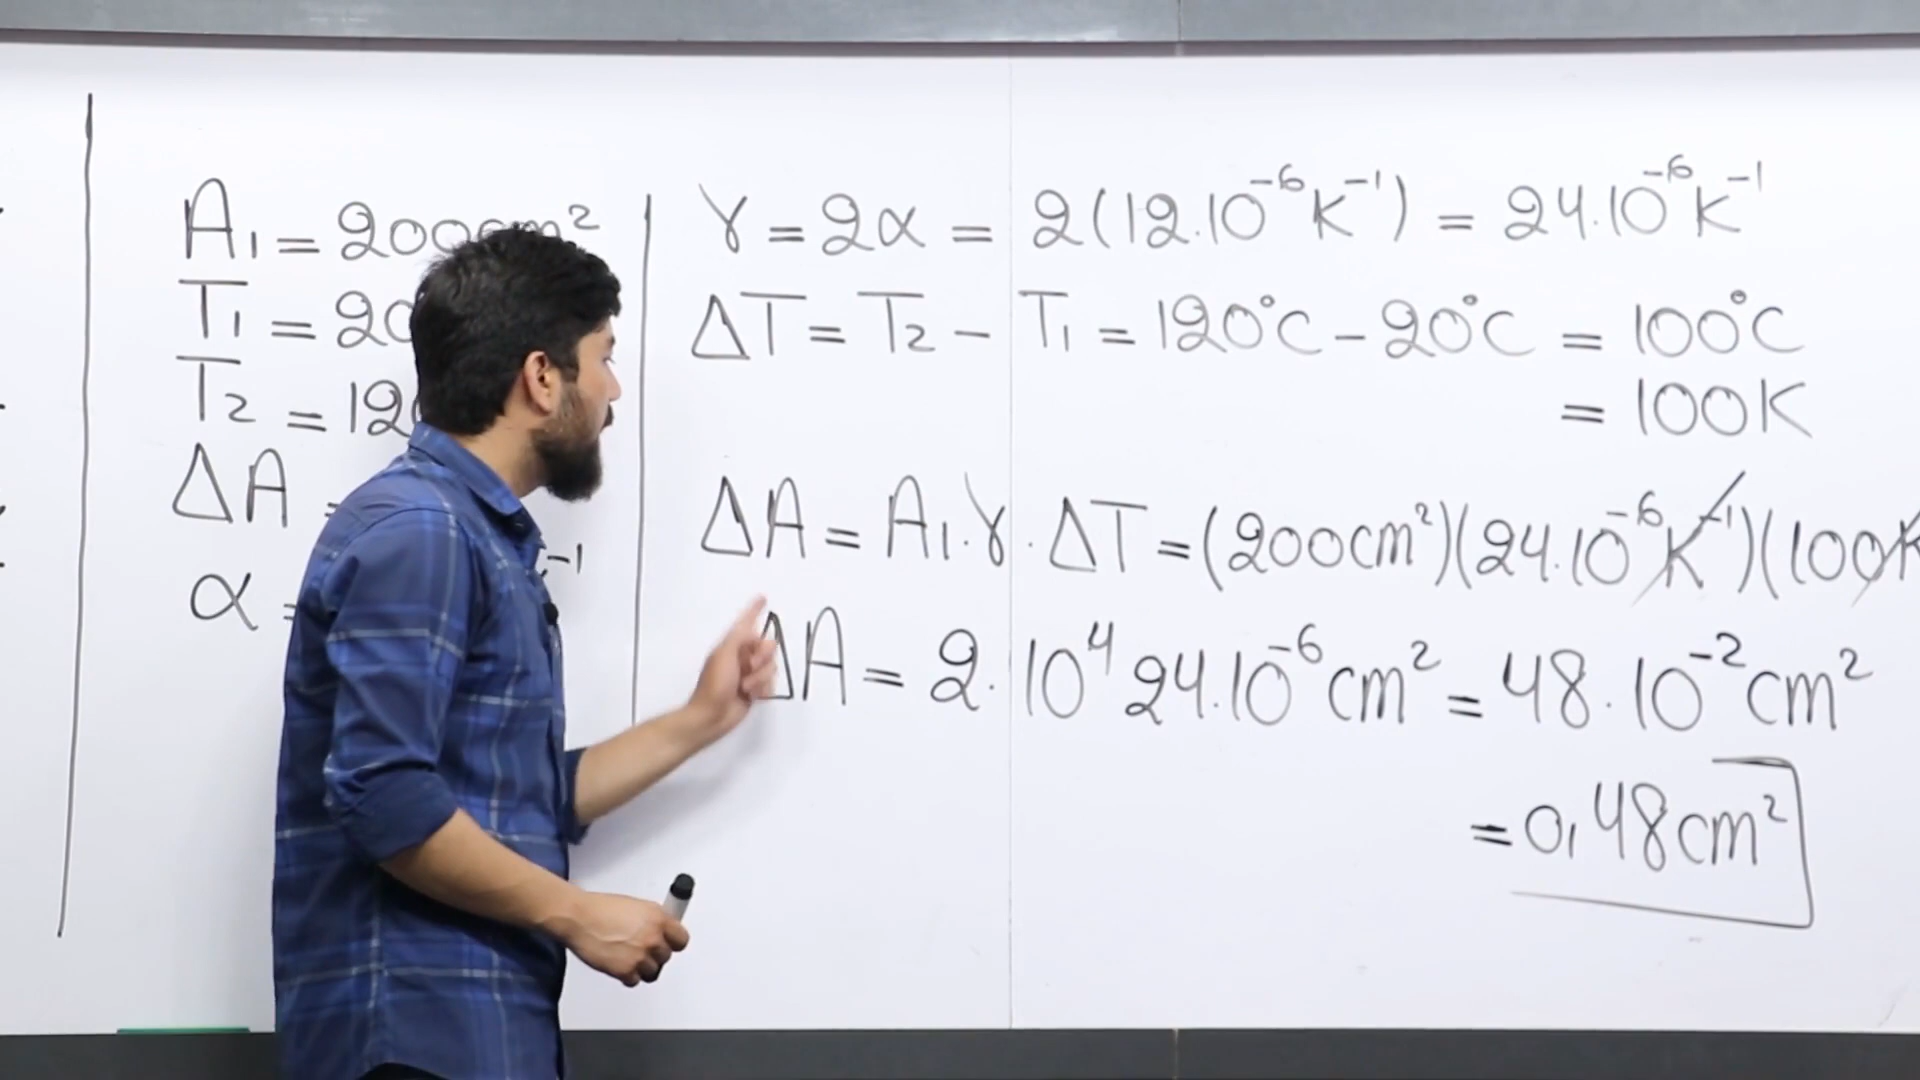 A₁ = 200cm²
T₁ = 20
T₂ = 12
ΔA =
α = ⁻¹
γ = 2α = 2(12.10⁻⁶K⁻¹) = 24.10⁻⁶K⁻¹
ΔT = T₂ - T₁ = 120°C - 20°C = 100°C
= 100K
ΔA = A₁.γ.ΔT = (200cm²)(24.10⁻⁶K⁻¹)(100K
ΔA = 2.10⁴ 24.10⁻⁶cm² = 48.10⁻²cm²
= 0,48cm²